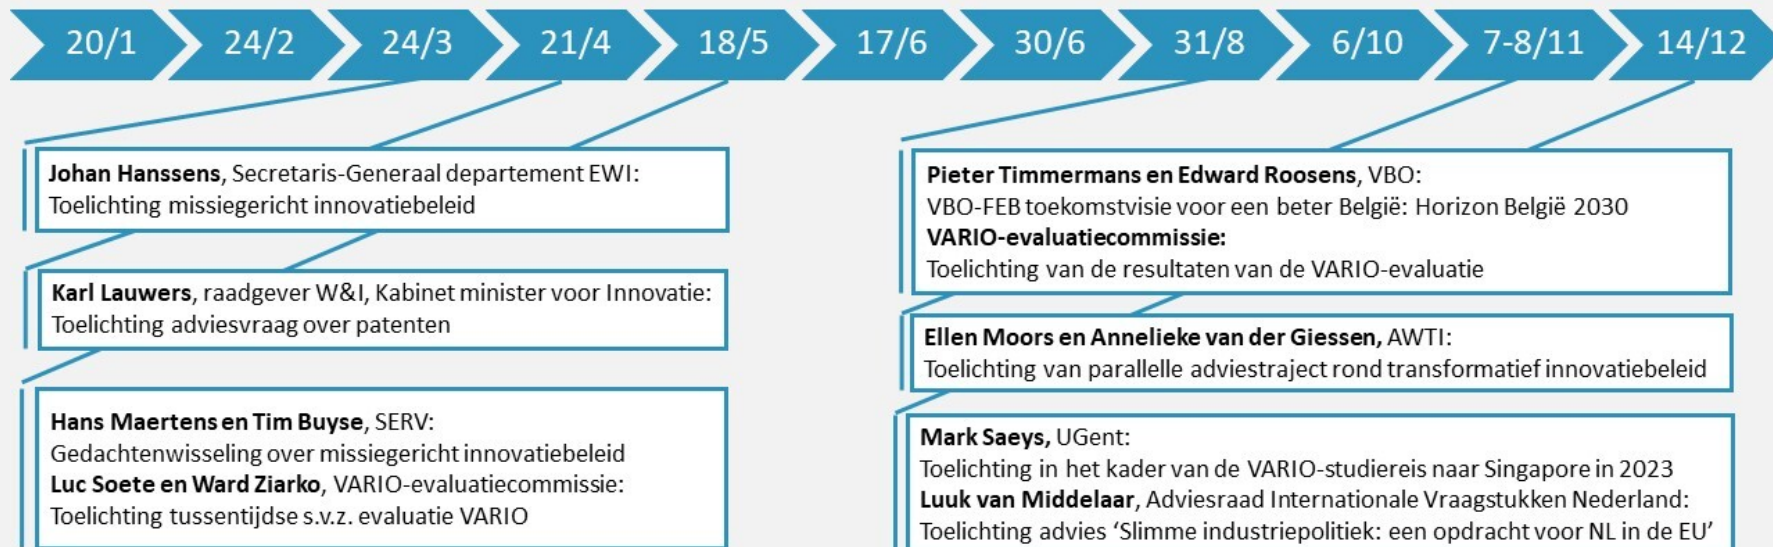 20/1 24/2 24/3 21/4 18/5 17/6 30/6 31/8 6/10 7-8/11 14/12
Johan Hanssens, Secretaris-Generaal departement EWI:
Toelichting missiegericht innovatiebeleid
Karl Lauwers, raadgever W&I, Kabinet minister voor Innovatie:
Toelichting adviesvraag over patenten
Hans Maertens en Tim Buyse, SERV:
Gedachtenwisseling over missiegericht innovatiebeleid
Luc Soete en Ward Ziarko, VARIO-evaluatiecommissie:
Toelichting tussentijdse s.v.z. evaluatie VARIO
Pieter Timmermans en Edward Roosens, VBO:
VBO-FEB toekomstvisie voor een beter België: Horizon België 2030
VARIO-evaluatiecommissie:
Toelichting van de resultaten van de VARIO-evaluatie
Ellen Moors en Annelieke van der Giessen, AWTI:
Toelichting van parallelle adviestraject rond transformatief innovatiebeleid
Mark Saeys, UGent:
Toelichting in het kader van de VARIO-studiereis naar Singapore in 2023
Luuk van Middelaar, Adviesraad Internationale Vraagstukken Nederland:
Toelichting advies ‘Slimme industriepolitiek: een opdracht voor NL in de EU’